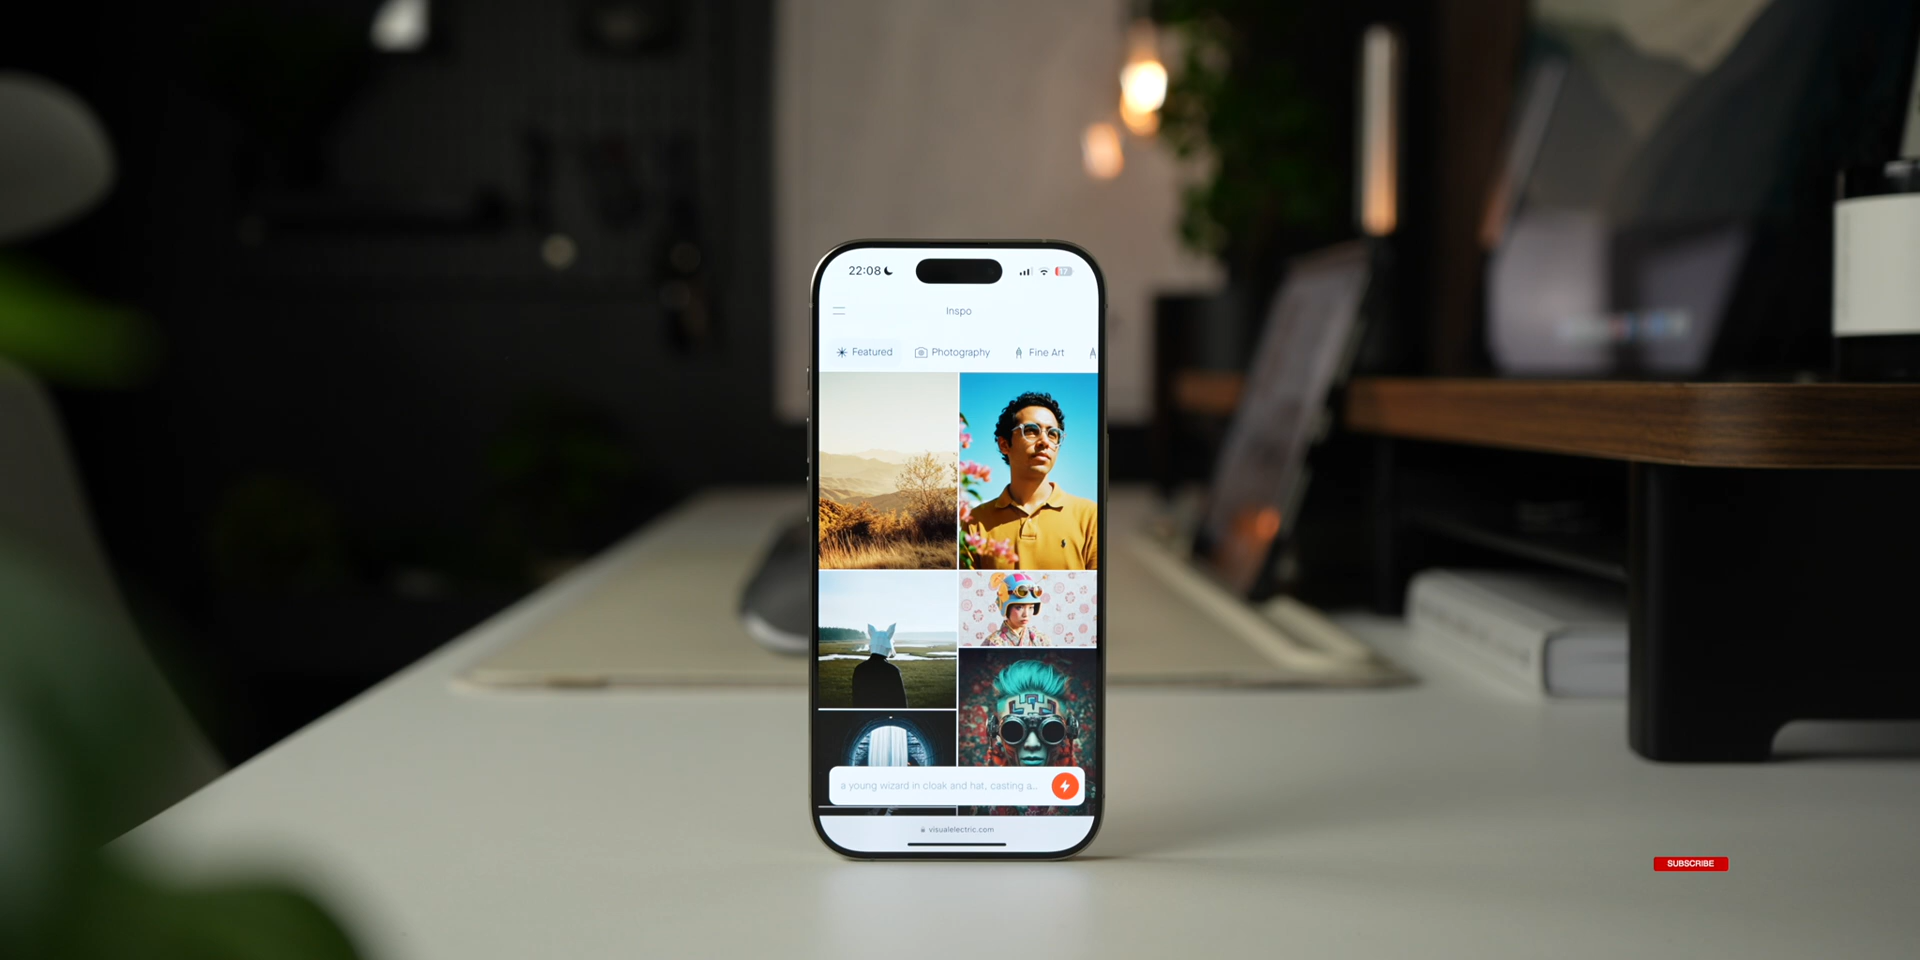 22:08
Inspo
Featured Photography Fine Art
a young wizard in cloak and hat, casting a...
visualelectric.com
SUBSCRIBE